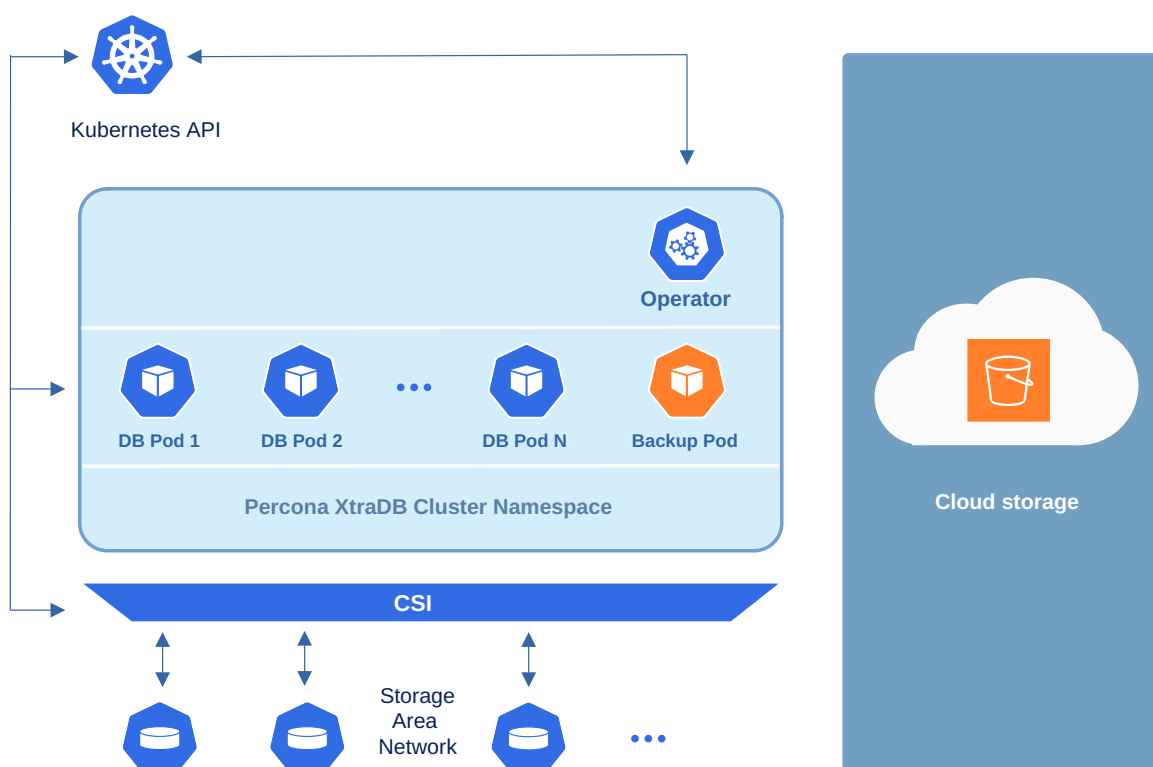 Kubernetes API
Operator
DB Pod 1
DB Pod 2
DB Pod N
Backup Pod
Percona XtraDB Cluster Namespace
Cloud storage
CSI
Storage
Area
Network